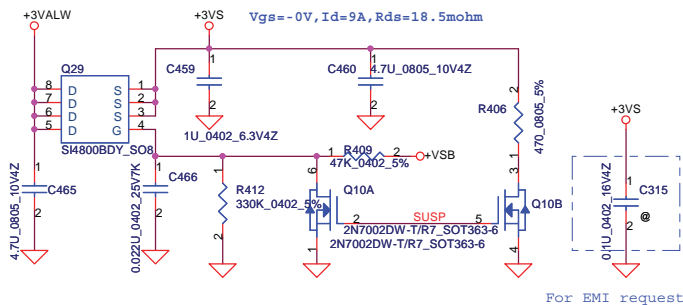 +3VALW
+3VS
Vgs=-0V,Id=9A,Rds=18.5mohm
Q29
8 D S 1
7 D S 2
6 D S 3
5 D G 4
SI4800BDY_SO8
1
C459
2
1U_0402_6.3V4Z
1
C460
2
4.7U_0805_10V4Z
2
R406
1
470_0805_5%
+3VS
1
C465
2
4.7U_0805_10V4Z
1
C466
2
0.022U_0402_25V7K
1
R412
330K_0402_5%
2
1 R409 2
47K_0402_5%
+VSB
6
Q10A
2
1
SUSP
3
5
Q10B
4
2N7002DW-T/R7_SOT363-6
2N7002DW-T/R7_SOT363-6
1
C315
@
2
0.1U_0402_16V4Z
For EMI request